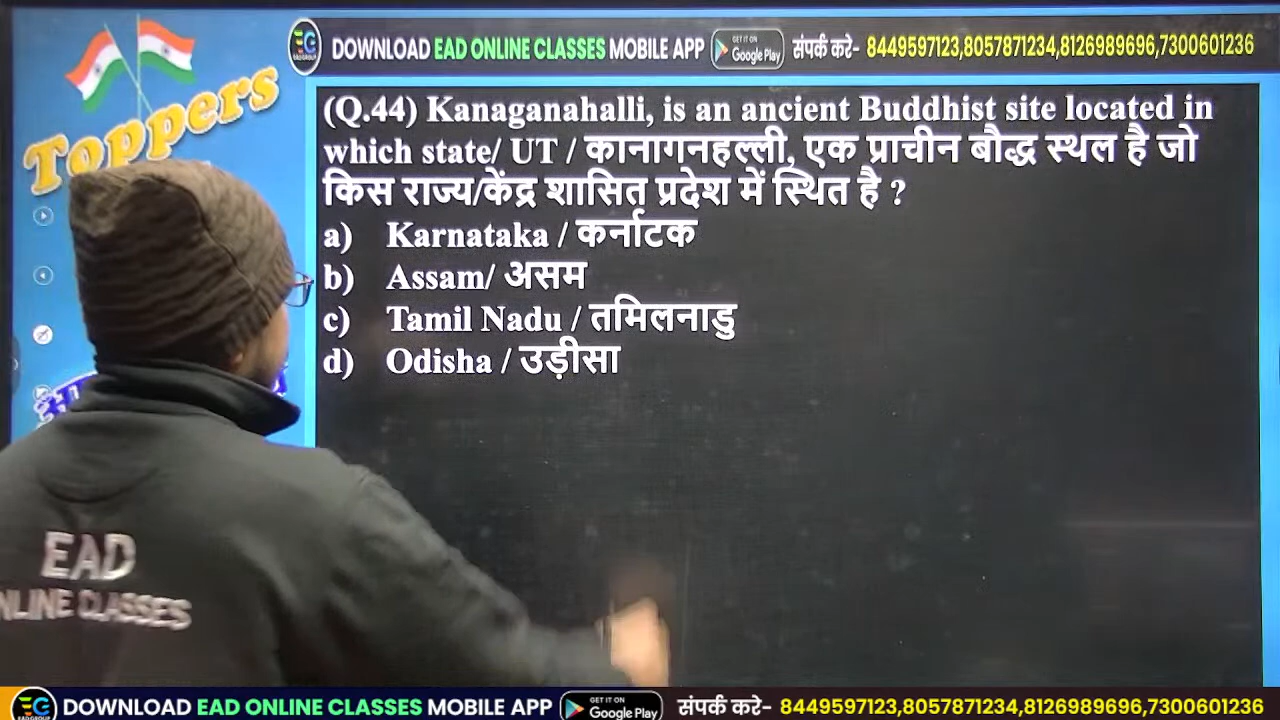 DOWNLOAD EAD ONLINE CLASSES MOBILE APP GET IT ON Google Play संपर्क करे- 8449597123,8057871234,8126989696,7300601236
Toppers
(Q.44) Kanaganahalli, is an ancient Buddhist site located in
which state/ UT / कानागनहल्ली, एक प्राचीन बौद्ध स्थल है जो
किस राज्य/केंद्र शासित प्रदेश में स्थित है ?
a) Karnataka / कर्नाटक
b) Assam/ असम
c) Tamil Nadu / तमिलनाडु
d) Odisha / उड़ीसा
EAD
NLINE CLASSES
DOWNLOAD EAD ONLINE CLASSES MOBILE APP GET IT ON Google Play संपर्क करे- 8449597123,8057871234,8126989696,7300601236